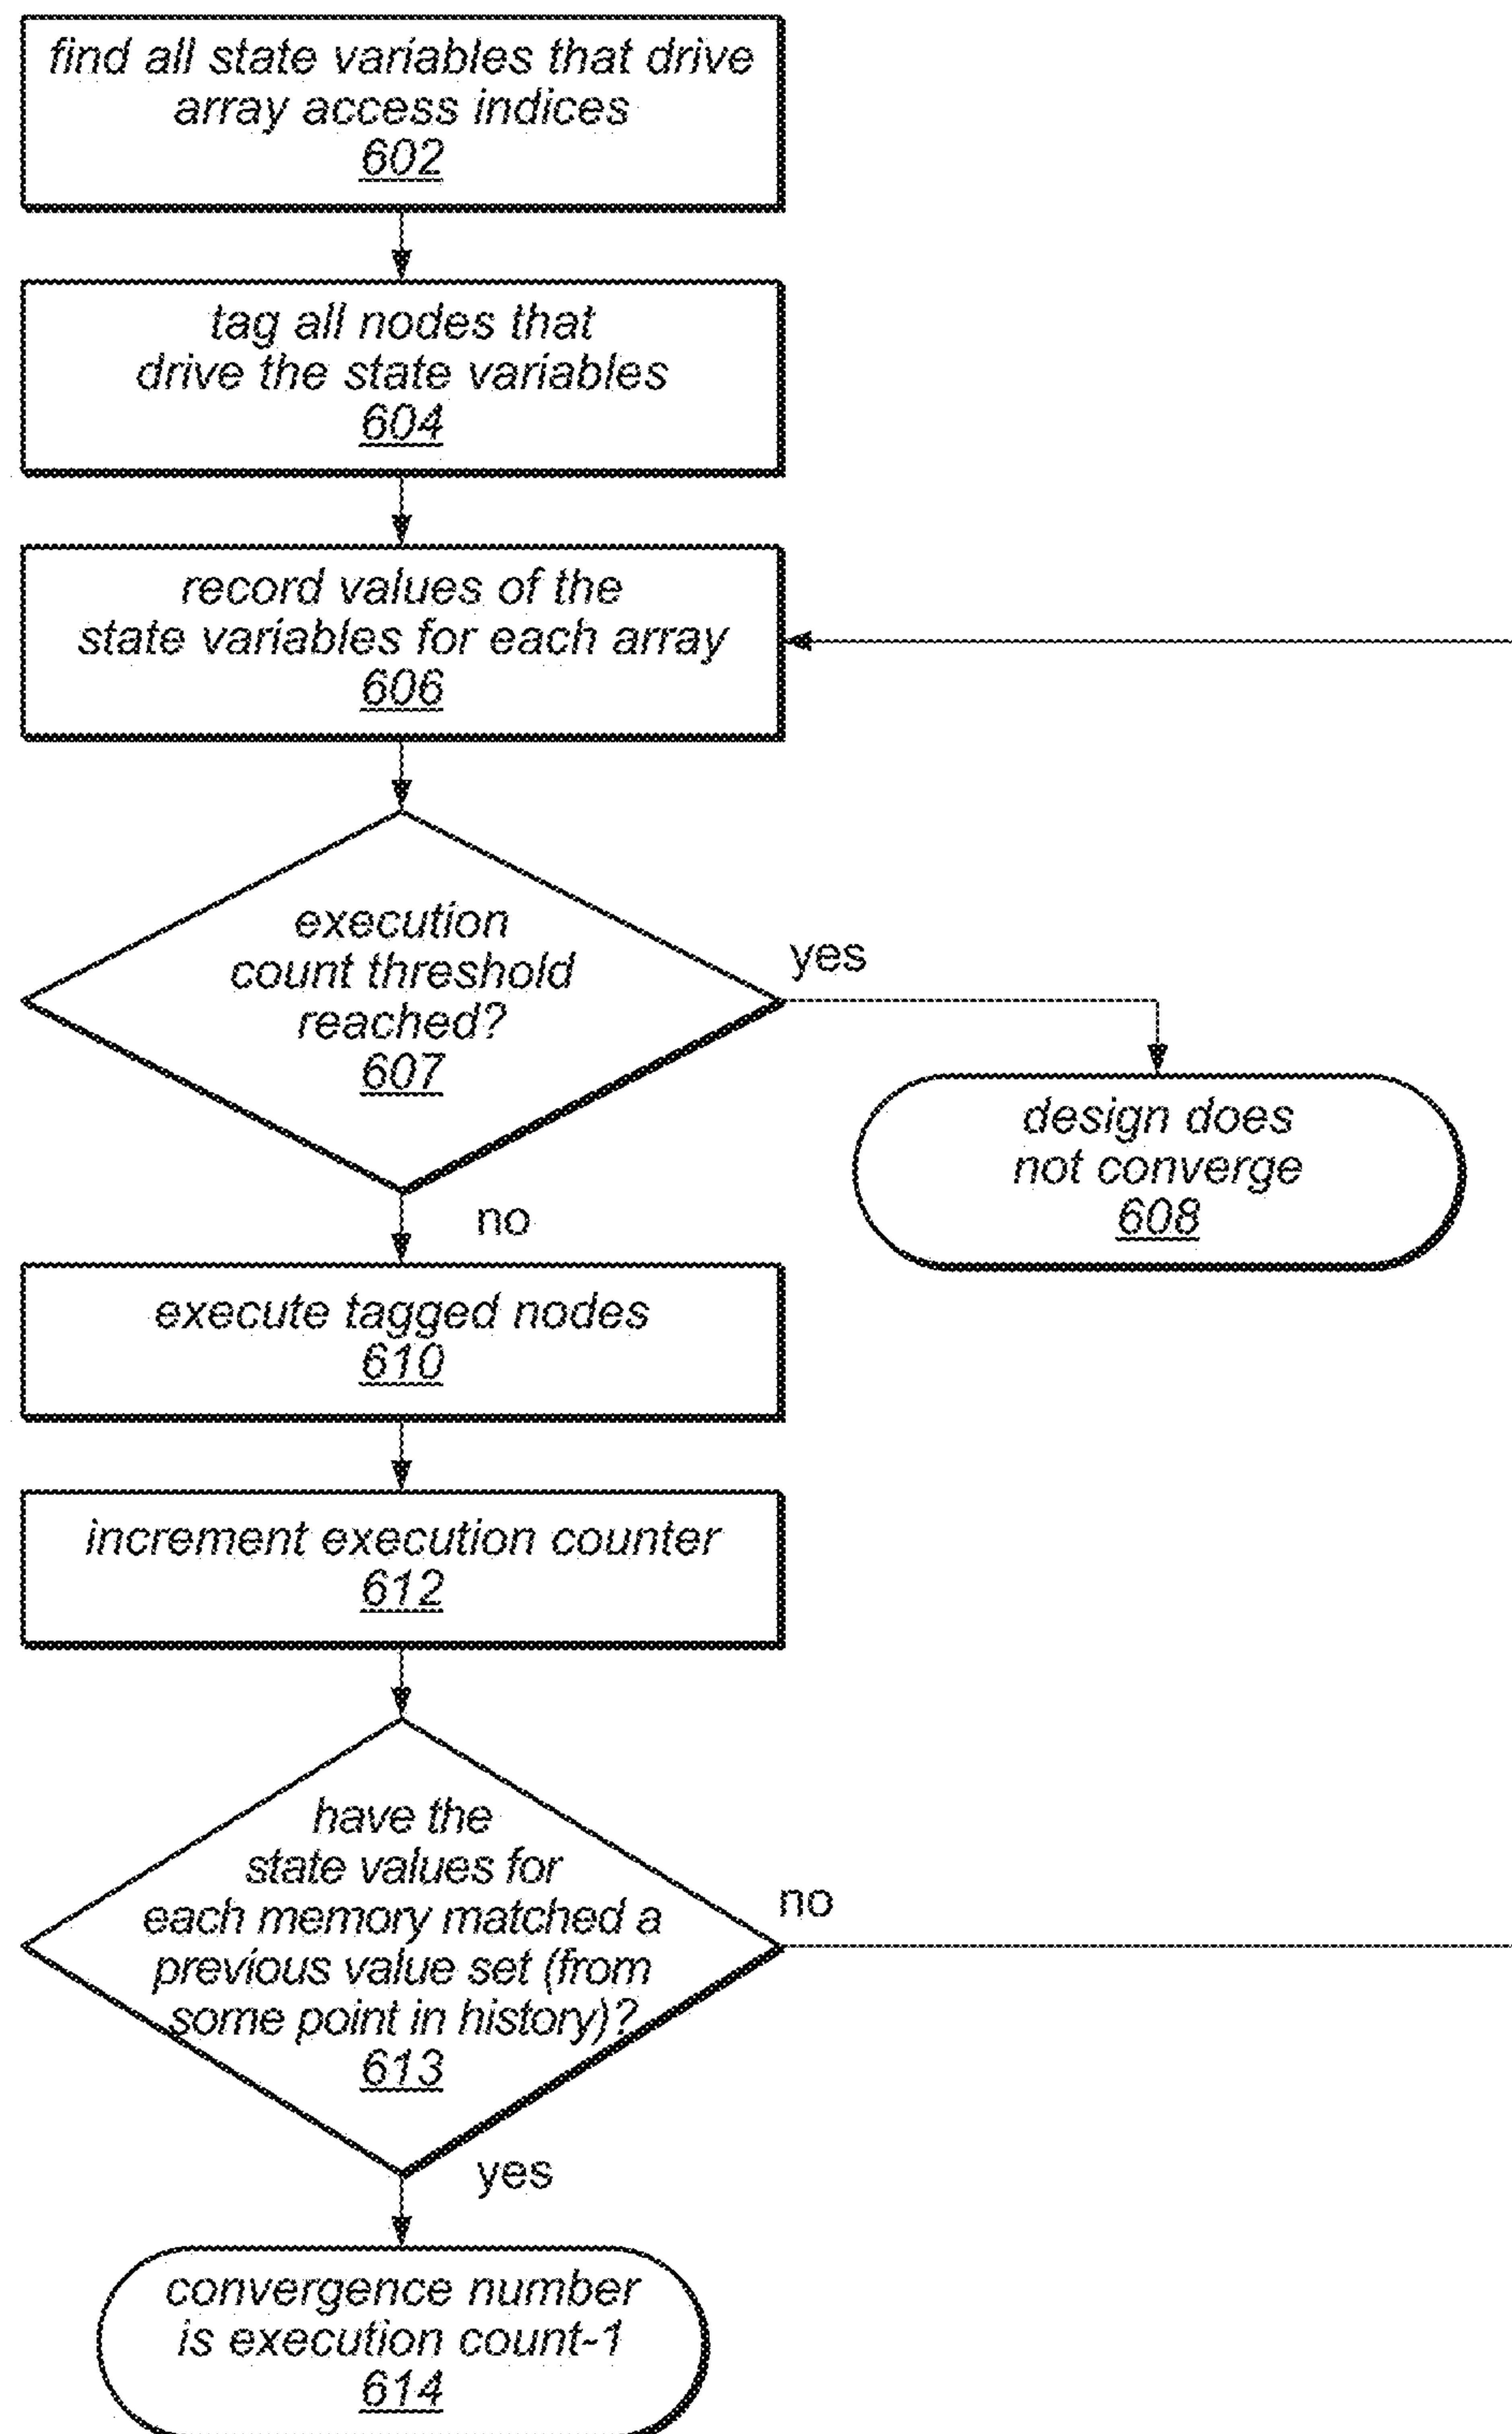 find all state variables that drive
array access indices
602
tag all nodes that
drive the state variables
604
record values of the
state variables for each array
606
execution
count threshold
reached?
607
yes
design does
not converge
608
no
execute tagged nodes
610
increment execution counter
612
have the
state values for
each memory matched a
previous value set (from
some point in history)?
613
no
yes
convergence number
is execution count-1
614